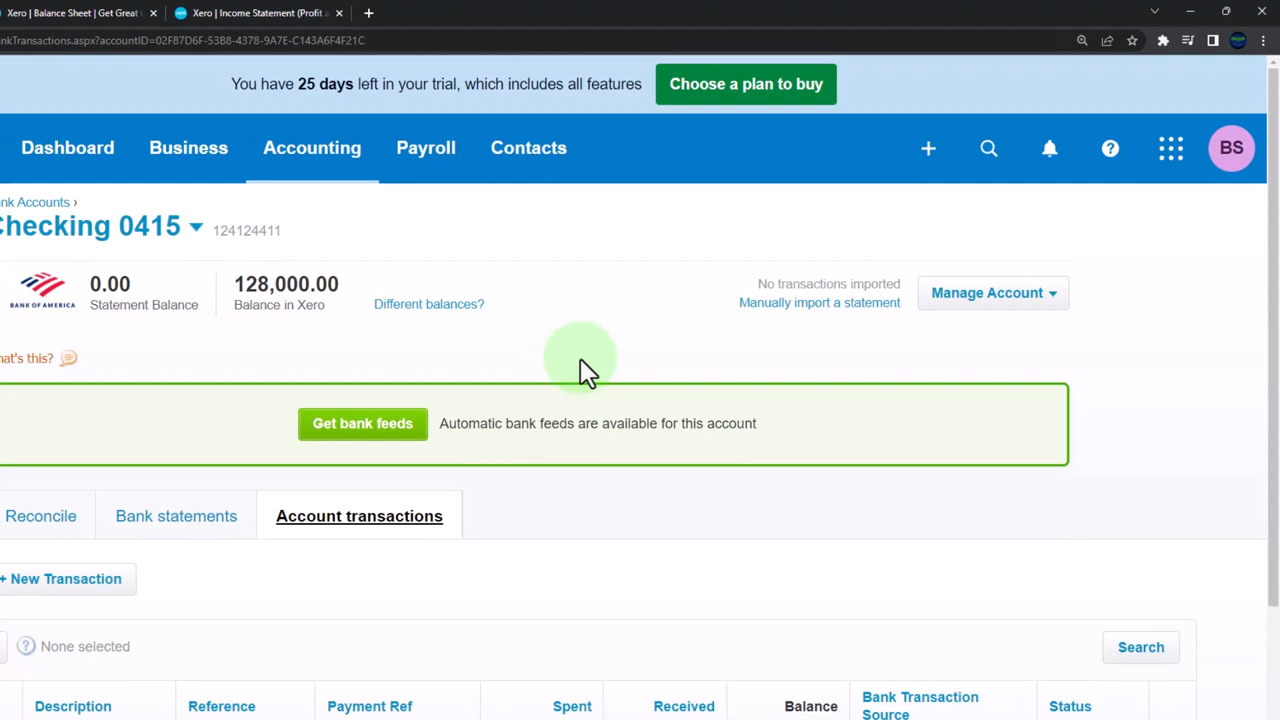 Xero | Balance Sheet | Get Great
Xero | Income Statement (Profit
nkTransactions.aspx?accountID=02F87D6F-53B8-4378-9A7E-C143A6F4F21C
You have 25 days left in your trial, which includes all features
Choose a plan to buy
Dashboard
Business
Accounting
Payroll
Contacts
BS
nk Accounts ›
Checking 0415
124124411
BANK OF AMERICA
0.00
Statement Balance
128,000.00
Balance in Xero
Different balances?
No transactions imported
Manually import a statement
Manage Account
at's this?
Get bank feeds
Automatic bank feeds are available for this account
Reconcile
Bank statements
Account transactions
+ New Transaction
None selected
Search
Description
Reference
Payment Ref
Spent
Received
Balance
Bank Transaction
Source
Status